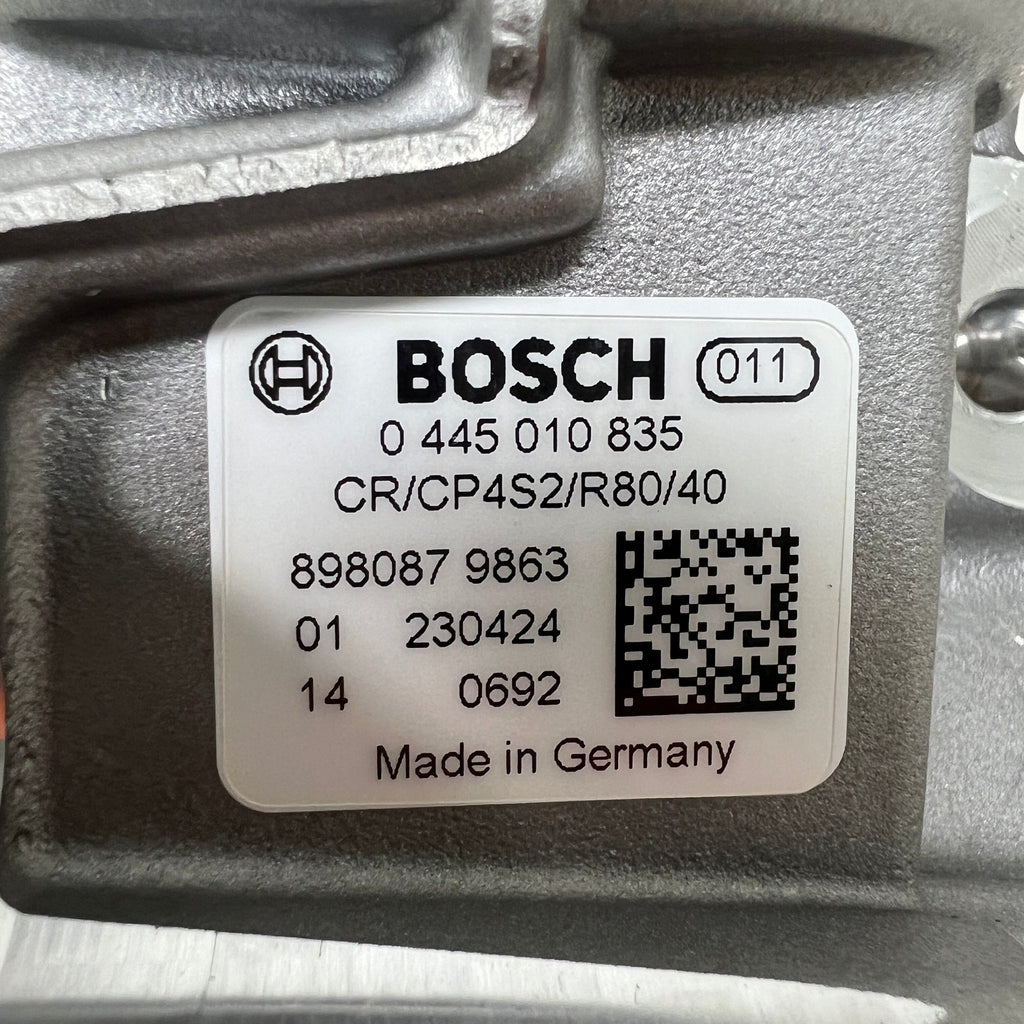 BOSCH 011
0 445 010 835
CR/CP4S2/R80/40
898087 9863
01 230424
14 0692
Made in Germany